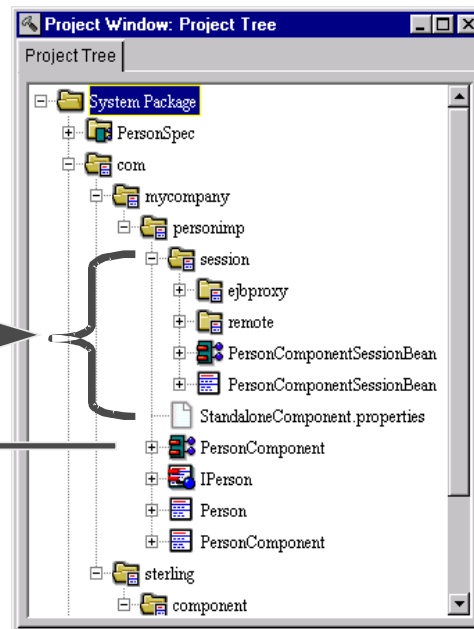 Project Window: Project Tree
Project Tree
System Package
PersonSpec
com
mycompany
personimp
session
ejbproxy
remote
PersonComponentSessionBean
PersonComponentSessionBean
StandaloneComponent.properties
PersonComponent
IPerson
Person
PersonComponent
sterling
component